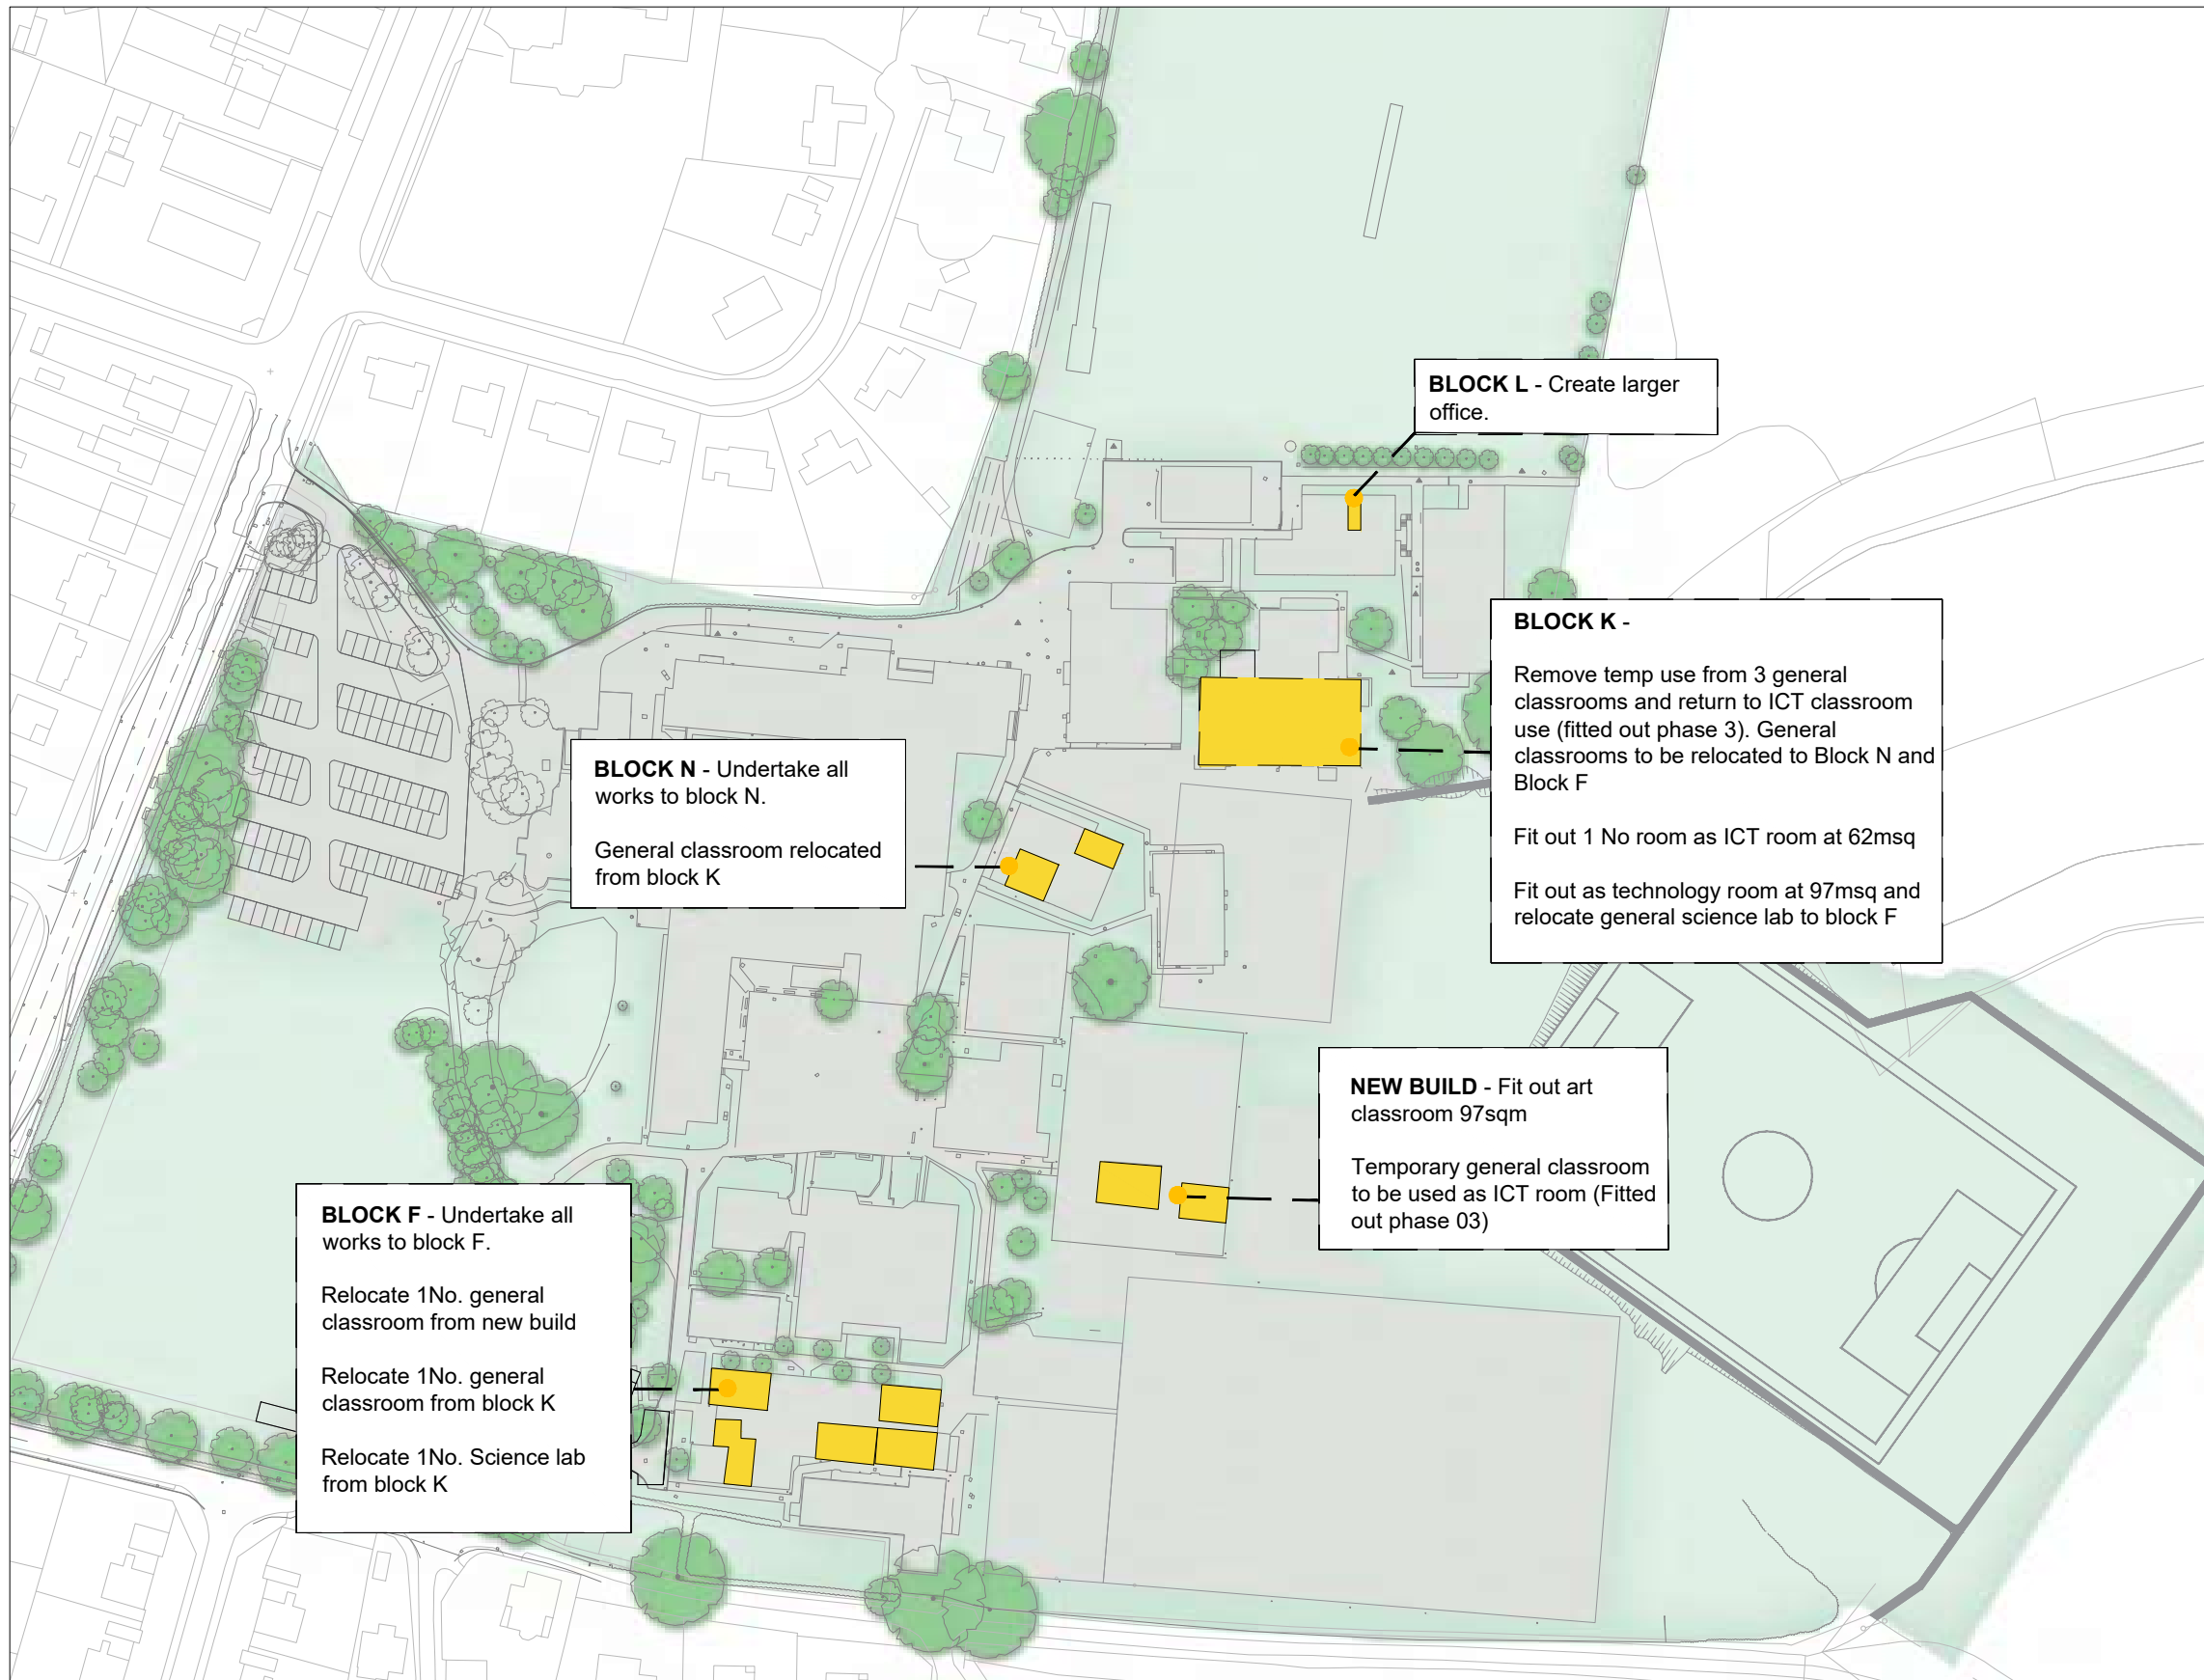 BLOCK L - Create larger
office.
BLOCK K -
Remove temp use from 3 general
classrooms and return to ICT classroom
use (fitted out phase 3). General
classrooms to be relocated to Block N and
Block F
Fit out 1 No room as ICT room at 62msq
Fit out as technology room at 97msq and
relocate general science lab to block F
BLOCK N - Undertake all
works to block N.
General classroom relocated
from block K
NEW BUILD - Fit out art
classroom 97sqm
Temporary general classroom
to be used as ICT room (Fitted
out phase 03)
BLOCK F - Undertake all
works to block F.
Relocate 1No. general
classroom from new build
Relocate 1No. general
classroom from block K
Relocate 1No. Science lab
from block K